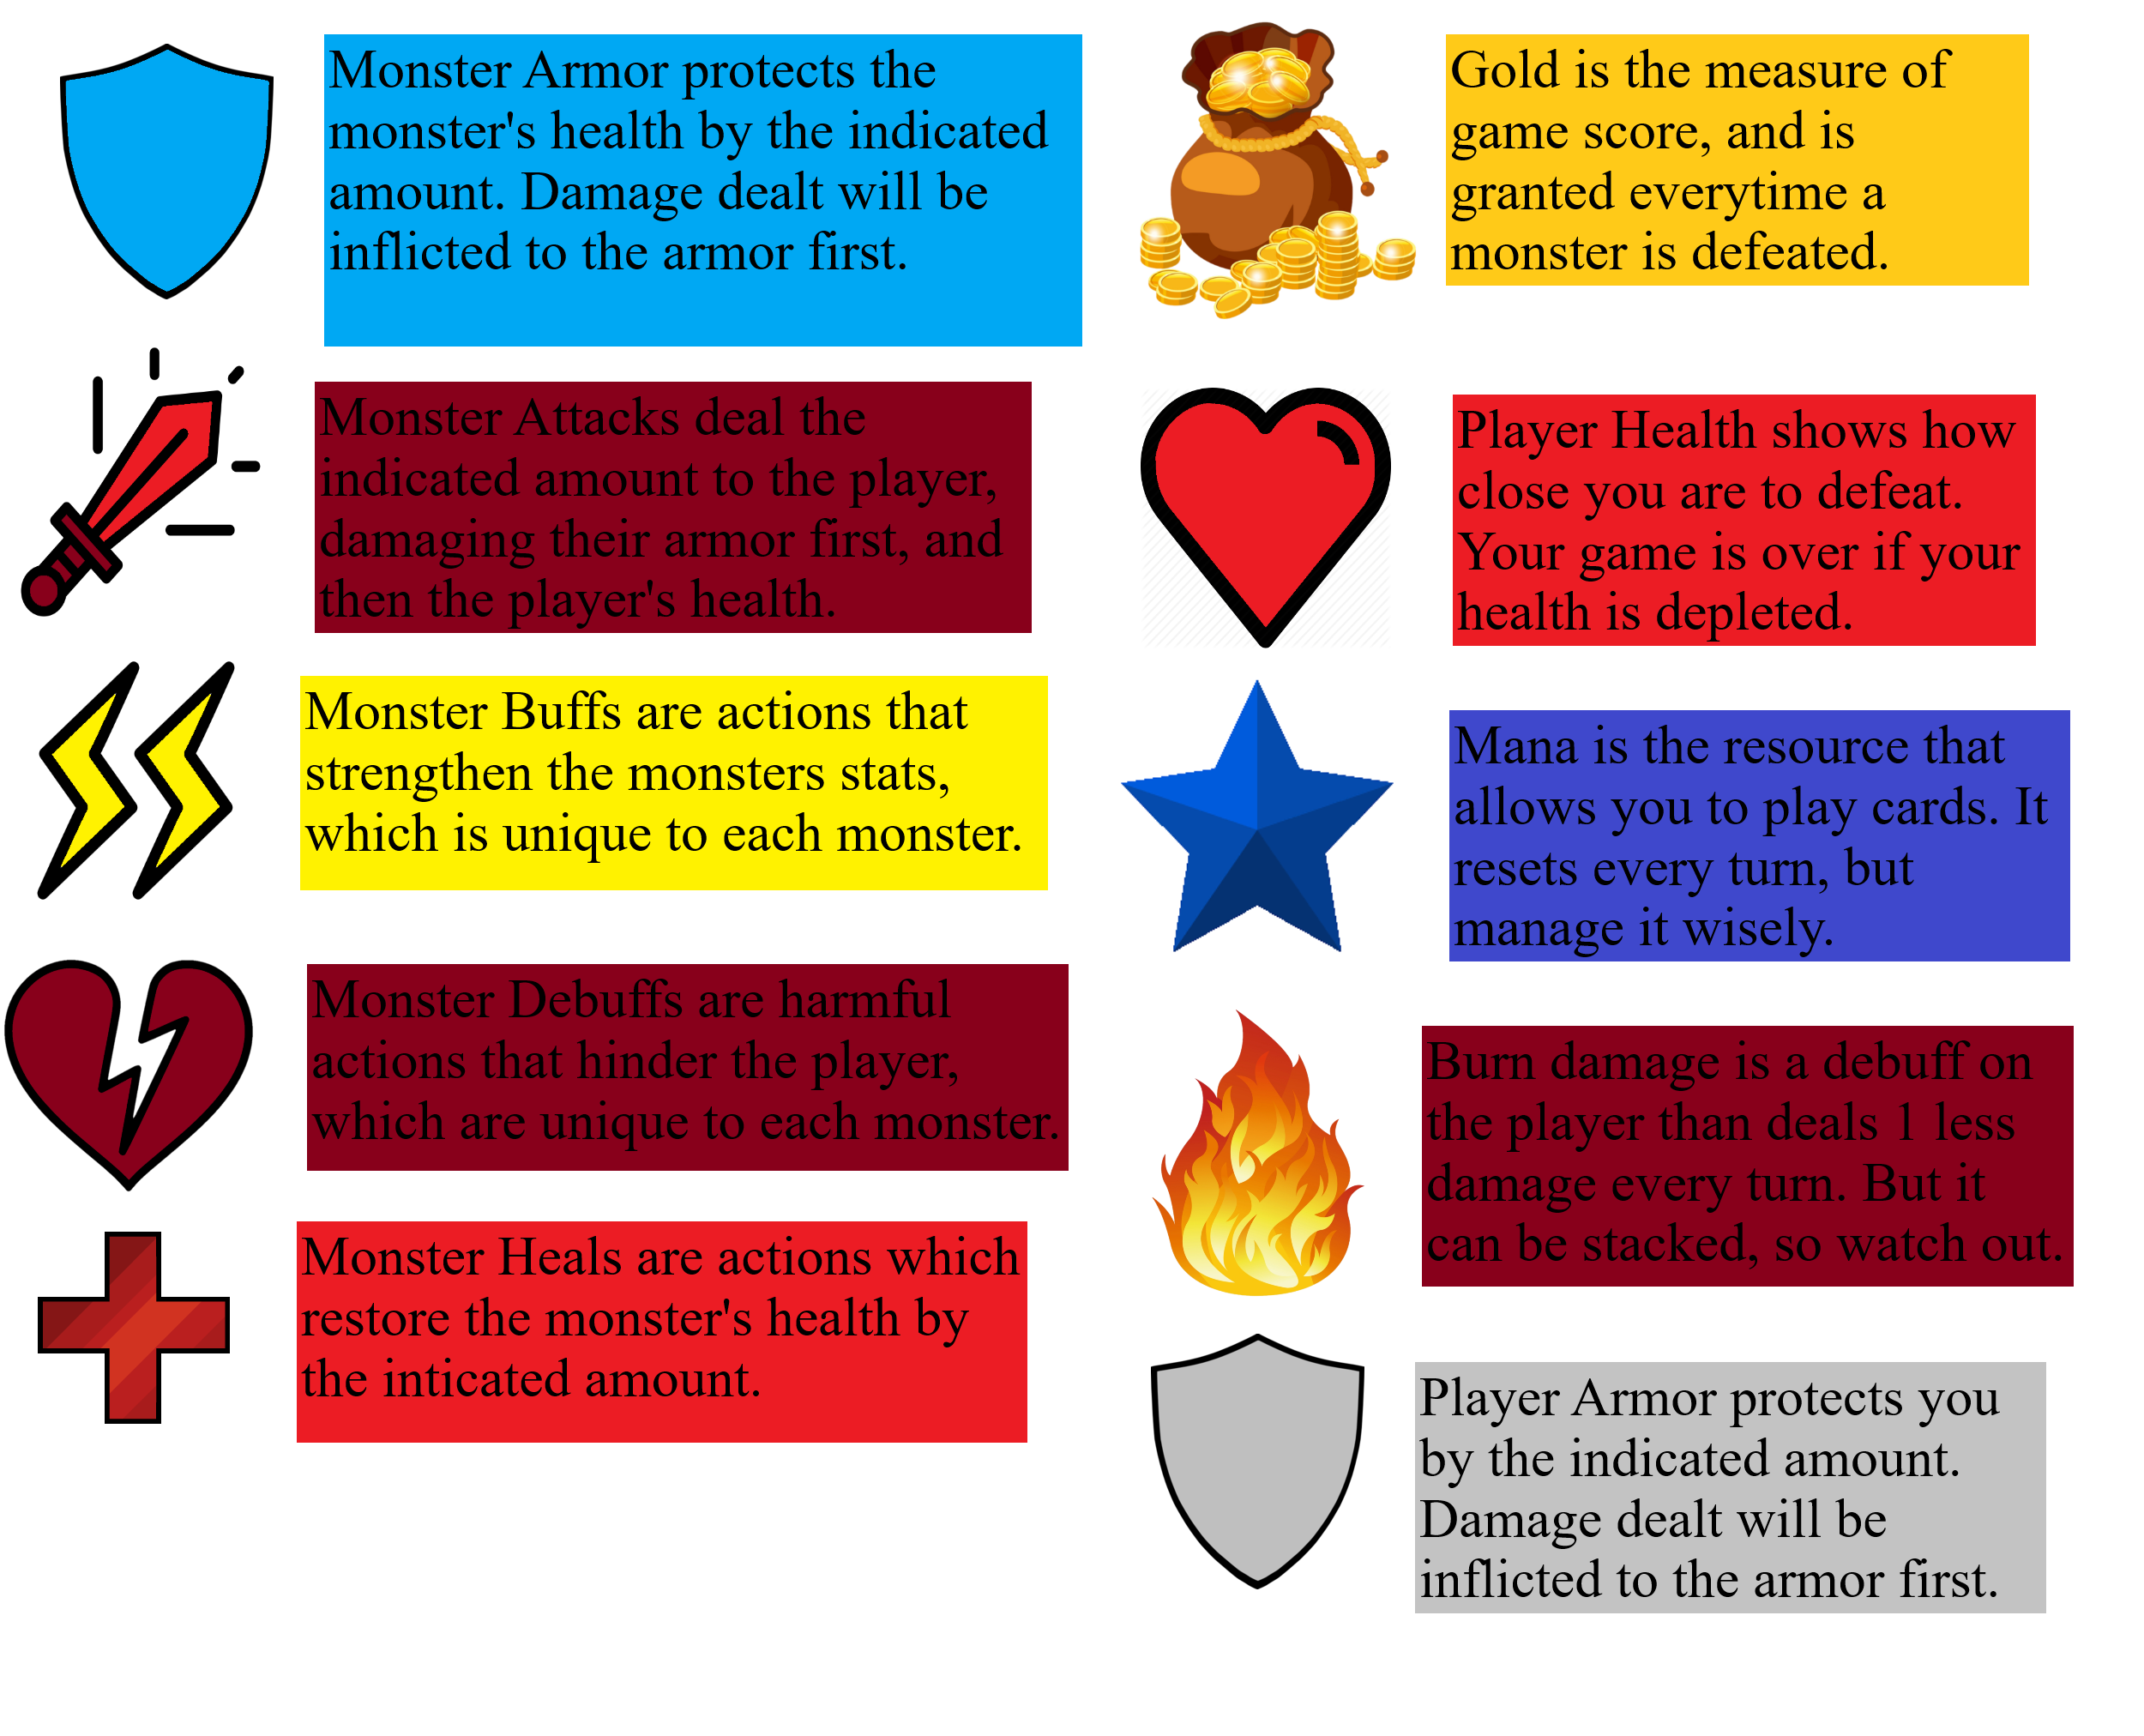 Monster Armor protects the
monster's health by the indicated
amount. Damage dealt will be
inflicted to the armor first.
Monster Attacks deal the
indicated amount to the player,
damaging their armor first, and
then the player's health.
Monster Buffs are actions that
strengthen the monsters stats,
which is unique to each monster.
Monster Debuffs are harmful
actions that hinder the player,
which are unique to each monster.
Monster Heals are actions which
restore the monster's health by
the inticated amount.
Gold is the measure of
game score, and is
granted everytime a
monster is defeated.
Player Health shows how
close you are to defeat.
Your game is over if your
health is depleted.
Mana is the resource that
allows you to play cards. It
resets every turn, but
manage it wisely.
Burn damage is a debuff on
the player than deals 1 less
damage every turn. But it
can be stacked, so watch out.
Player Armor protects you
by the indicated amount.
Damage dealt will be
inflicted to the armor first.